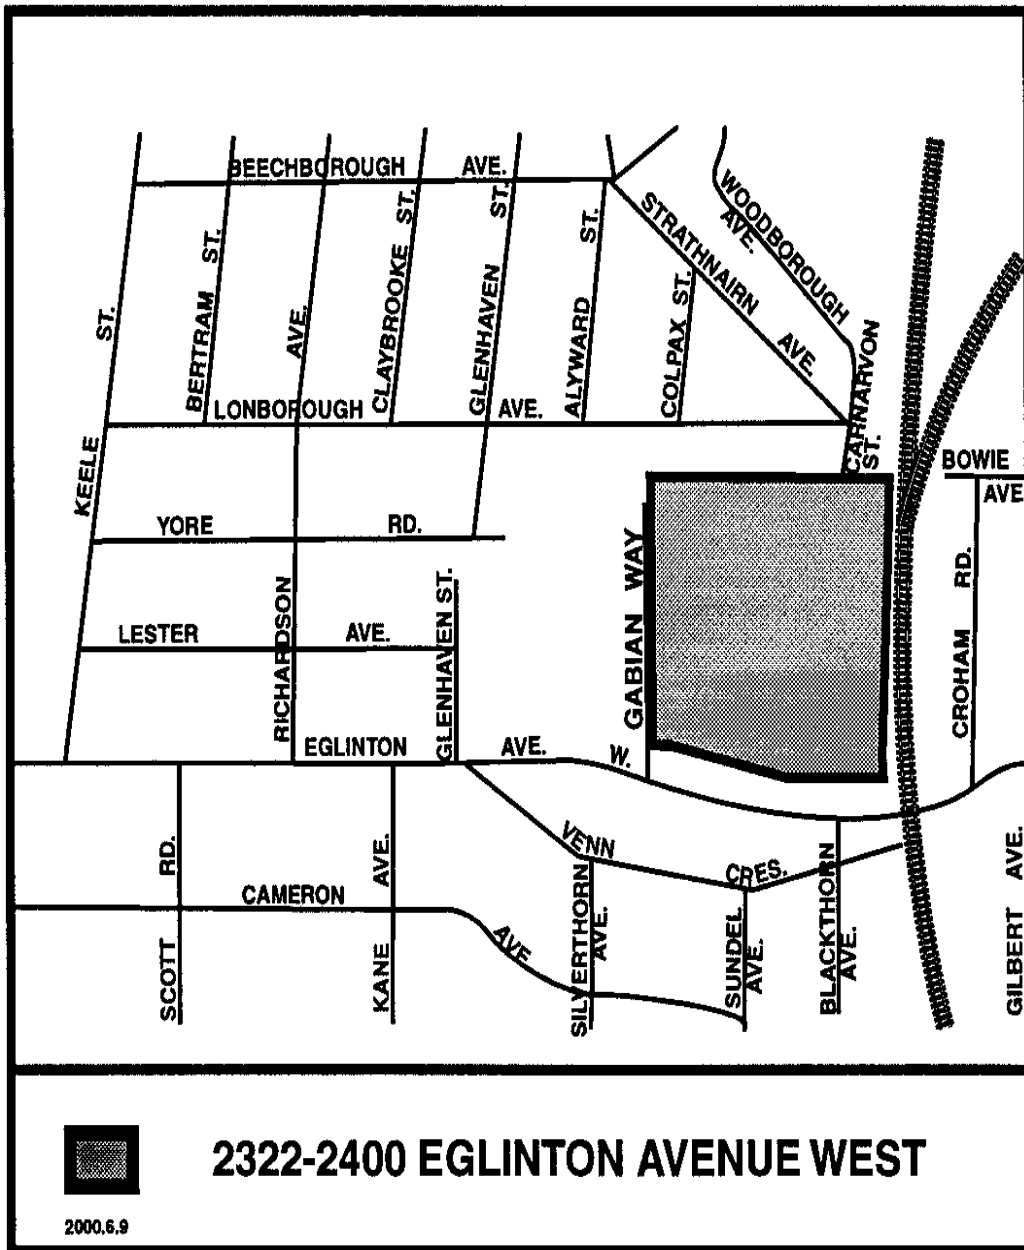 BEECHBOROUGH AVE.
WOODBOROUGH
AVE.
STRATHNAIRN AVE.
KEELE ST.
BERTRAM ST.
RICHARDSON AVE.
CLAYBROOKE ST.
GLENHAVEN ST.
ALYWARD ST.
COLPAX ST.
CARNARVON
ST.
LONBOROUGH AVE.
BOWIE
AVE
YORE RD.
GABIAN WAY
CROHAM RD.
LESTER AVE.
GLENHAVEN ST.
EGLINTON AVE. W.
VENN CRES.
SCOTT RD.
KANE AVE.
CAMERON AVE
SILVERTHORN
AVE.
SUNDEL
AVE.
BLACKTHORN
AVE.
GILBERT AVE.
2322-2400 EGLINTON AVENUE WEST
2000.6.9